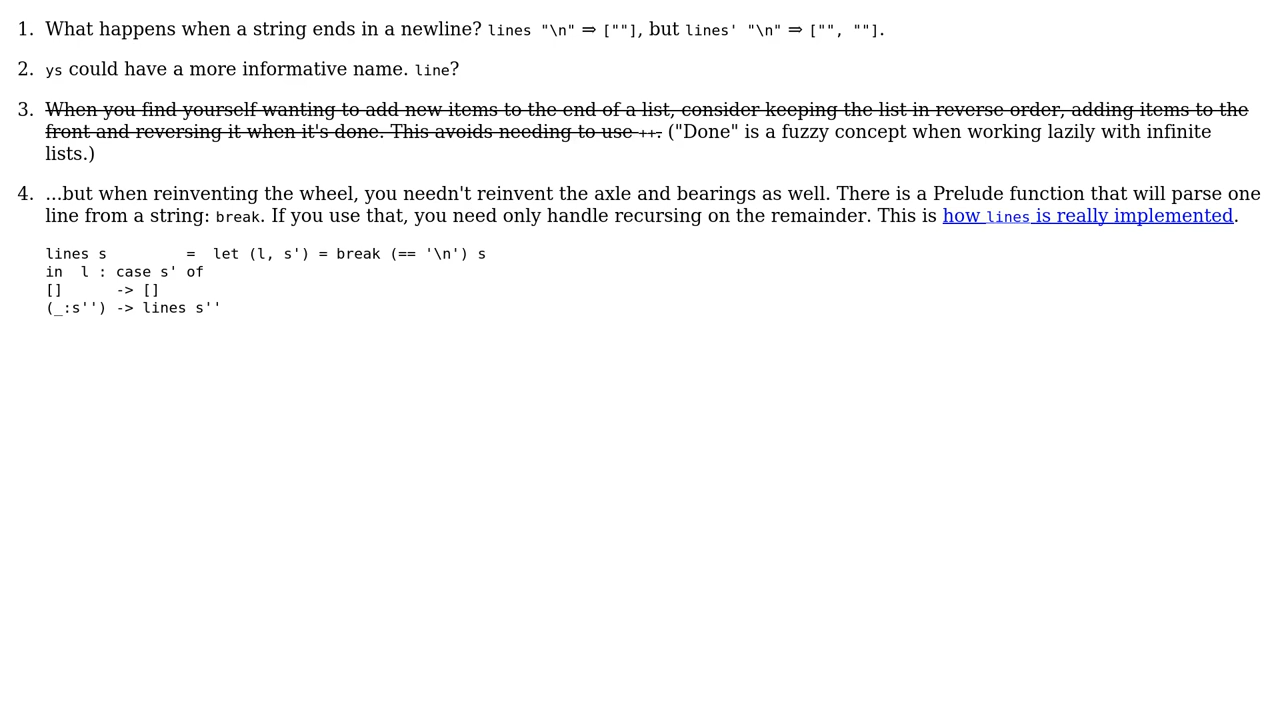 1. What happens when a string ends in a newline? lines "\n" ⇒ [""], but lines' "\n" ⇒ ["", ""].
2. ys could have a more informative name. line?
3. When you find yourself wanting to add new items to the end of a list, consider keeping the list in reverse order, adding items to the
front and reversing it when it's done. This avoids needing to use ++. ("Done" is a fuzzy concept when working lazily with infinite
lists.)
4. ...but when reinventing the wheel, you needn't reinvent the axle and bearings as well. There is a Prelude function that will parse one
line from a string: break. If you use that, you need only handle recursing on the remainder. This is how lines is really implemented.
lines s         =  let (l, s') = break (== '\n') s
in  l : case s' of
[]      -> []
(_:s'') -> lines s''